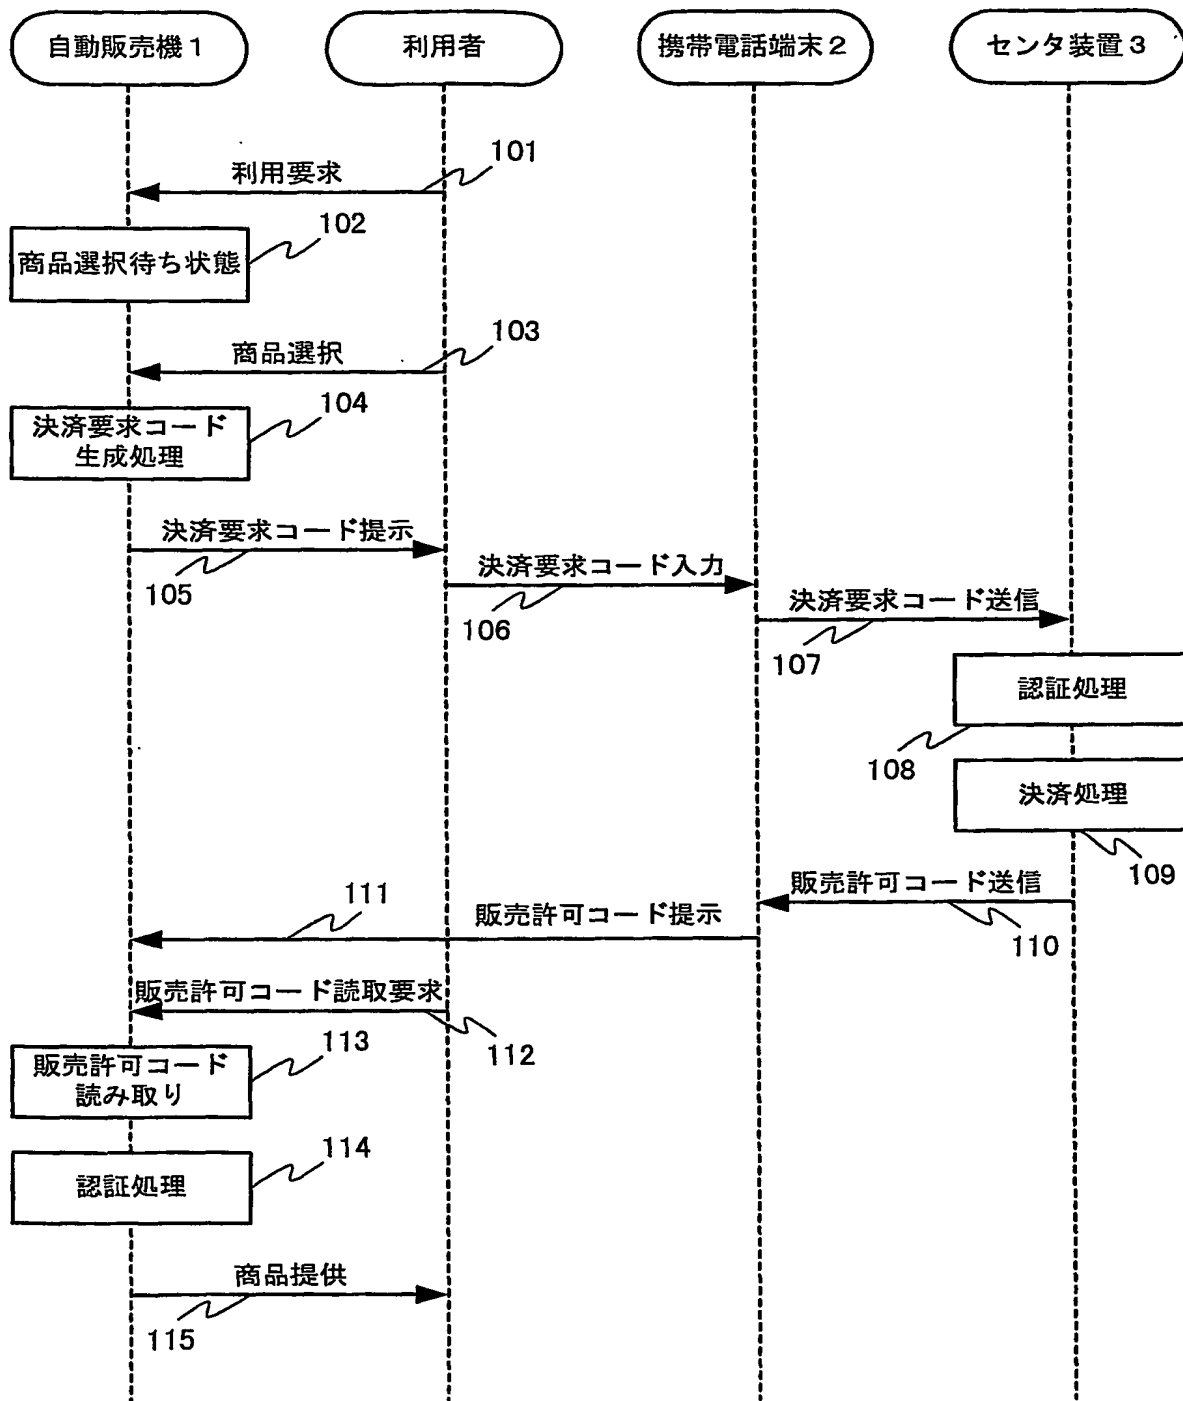 自動販売機1
利用者
携帯電話端末2
センタ装置3
利用要求
101
商品選択待ち状態
102
商品選択
103
決済要求コード
生成処理
104
決済要求コード提示
105
決済要求コード入力
106
決済要求コード送信
107
認証処理
108
決済処理
109
販売許可コード送信
110
販売許可コード提示
111
販売許可コード読取要求
112
販売許可コード
読み取り
113
認証処理
114
商品提供
115